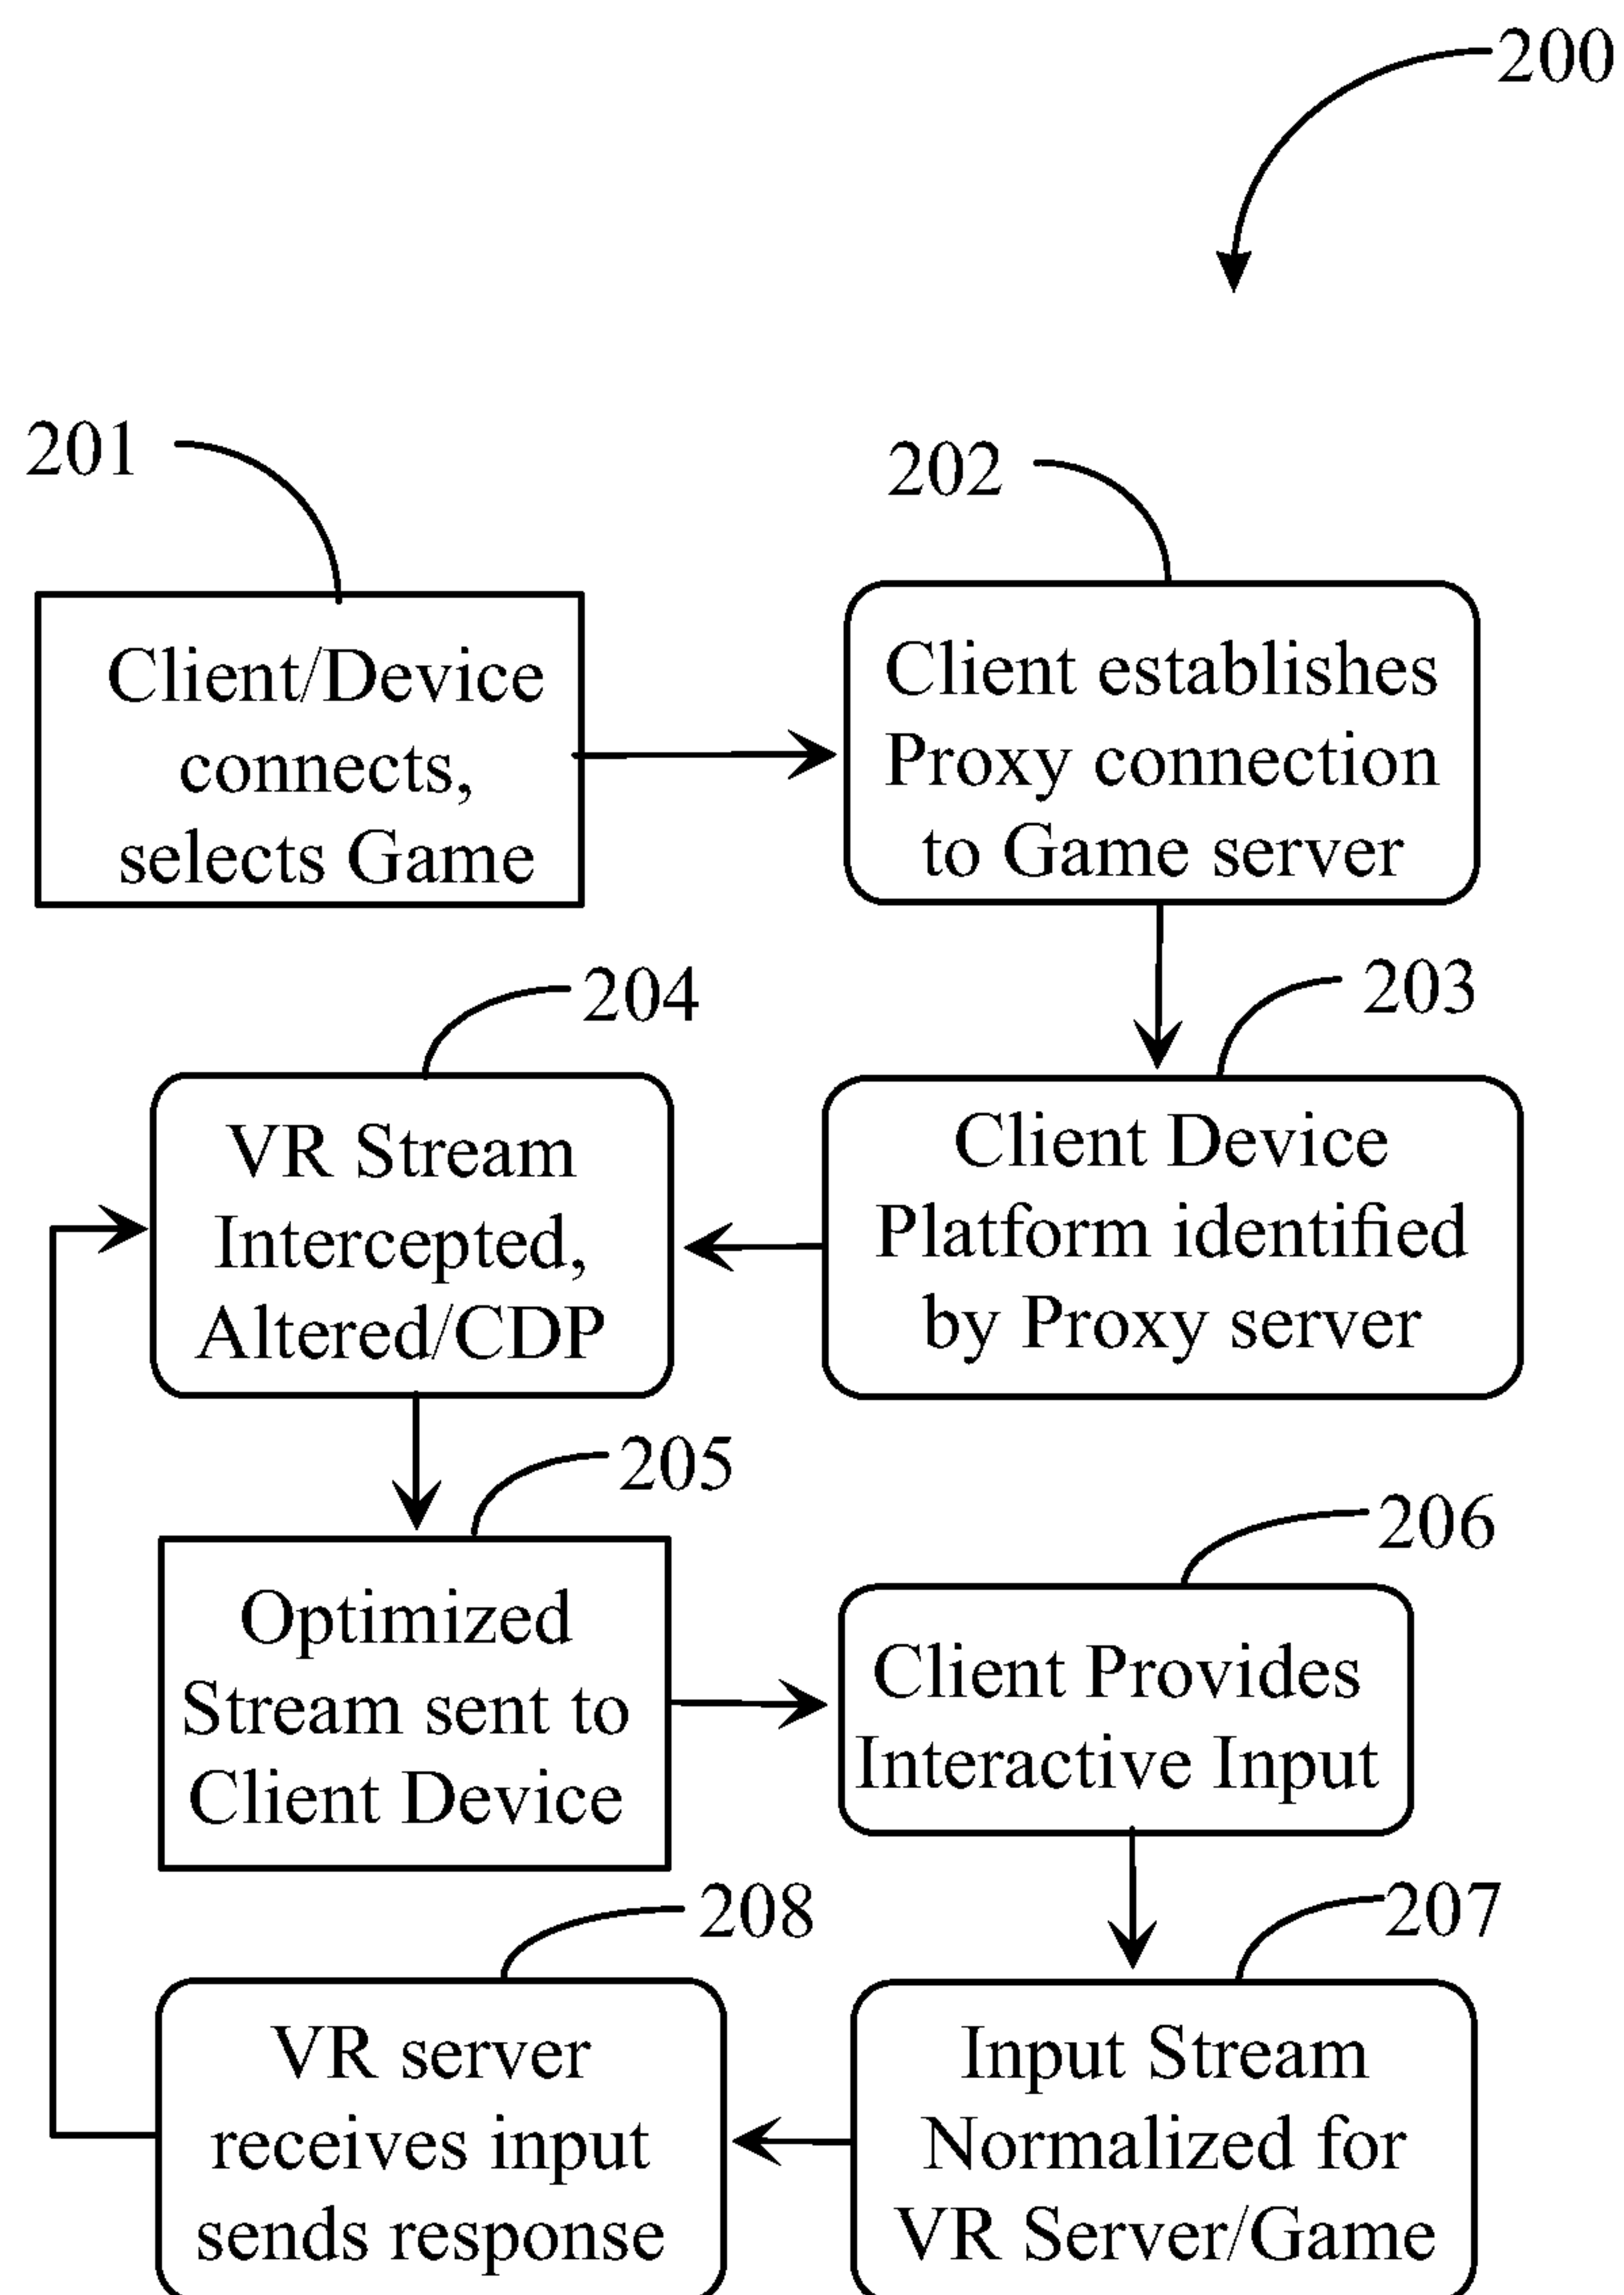 200
201
Client/Device
connects,
selects Game
202
Client establishes
Proxy connection
to Game server
203
Client Device
Platform identified
by Proxy server
204
VR Stream
Intercepted,
Altered/CDP
205
Optimized
Stream sent to
Client Device
206
Client Provides
Interactive Input
207
Input Stream
Normalized for
VR Server/Game
208
VR server
receives input
sends response